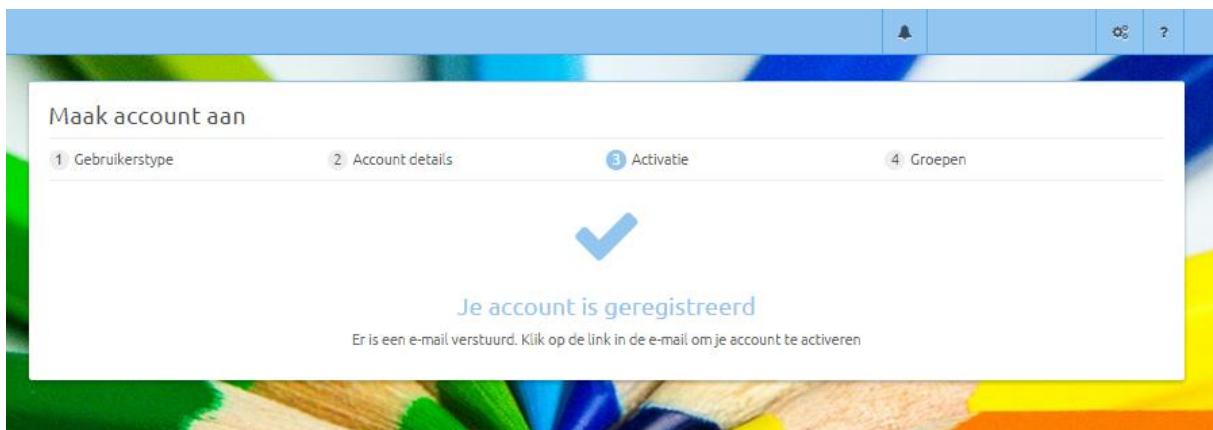 ?
Maak account aan
1 Gebruikerstype 2 Account details 3 Activatie 4 Groepen
Je account is geregistreerd
Er is een e-mail verstuurd. Klik op de link in de e-mail om je account te activeren